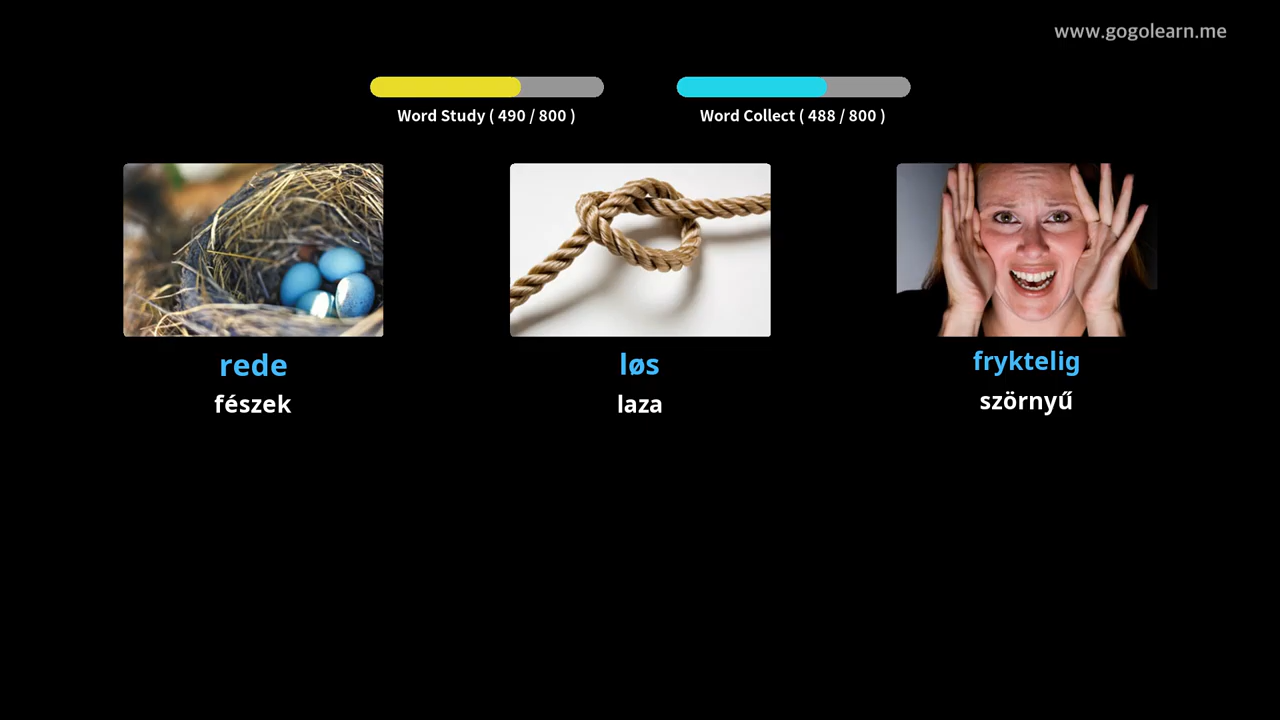 www.gogolearn.me
Word Study ( 490 / 800 )
Word Collect ( 488 / 800 )
rede
fészek
løs
laza
fryktelig
szörnyű